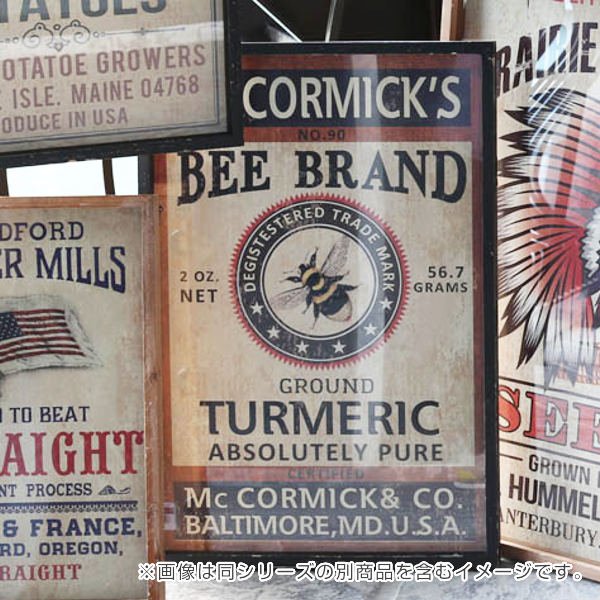 TATOES
OTATOE GROWERS
ISLE. MAINE 04768
RODUCE IN USA
CORMICK'S
NO.90
BEE BRAND
DEGISTESTERED TRADE MARK
2 OZ.
NET
56.7
GRAMS
GROUND
TURMERIC
ABSOLUTELY PURE
CERTIFIED
Mc CORMICK & CO.
BALTIMORE,MD.U.S.A.
DFORD
ER MILLS
TO BEAT
AIGHT
NT PROCESS
& FRANCE,
RD, OREGON,
RAIGHT
RAIRIE
SEE
GROWN
HUMMEL
ANTERBURY.
※画像は同シリーズの別商品を含むイメージです。